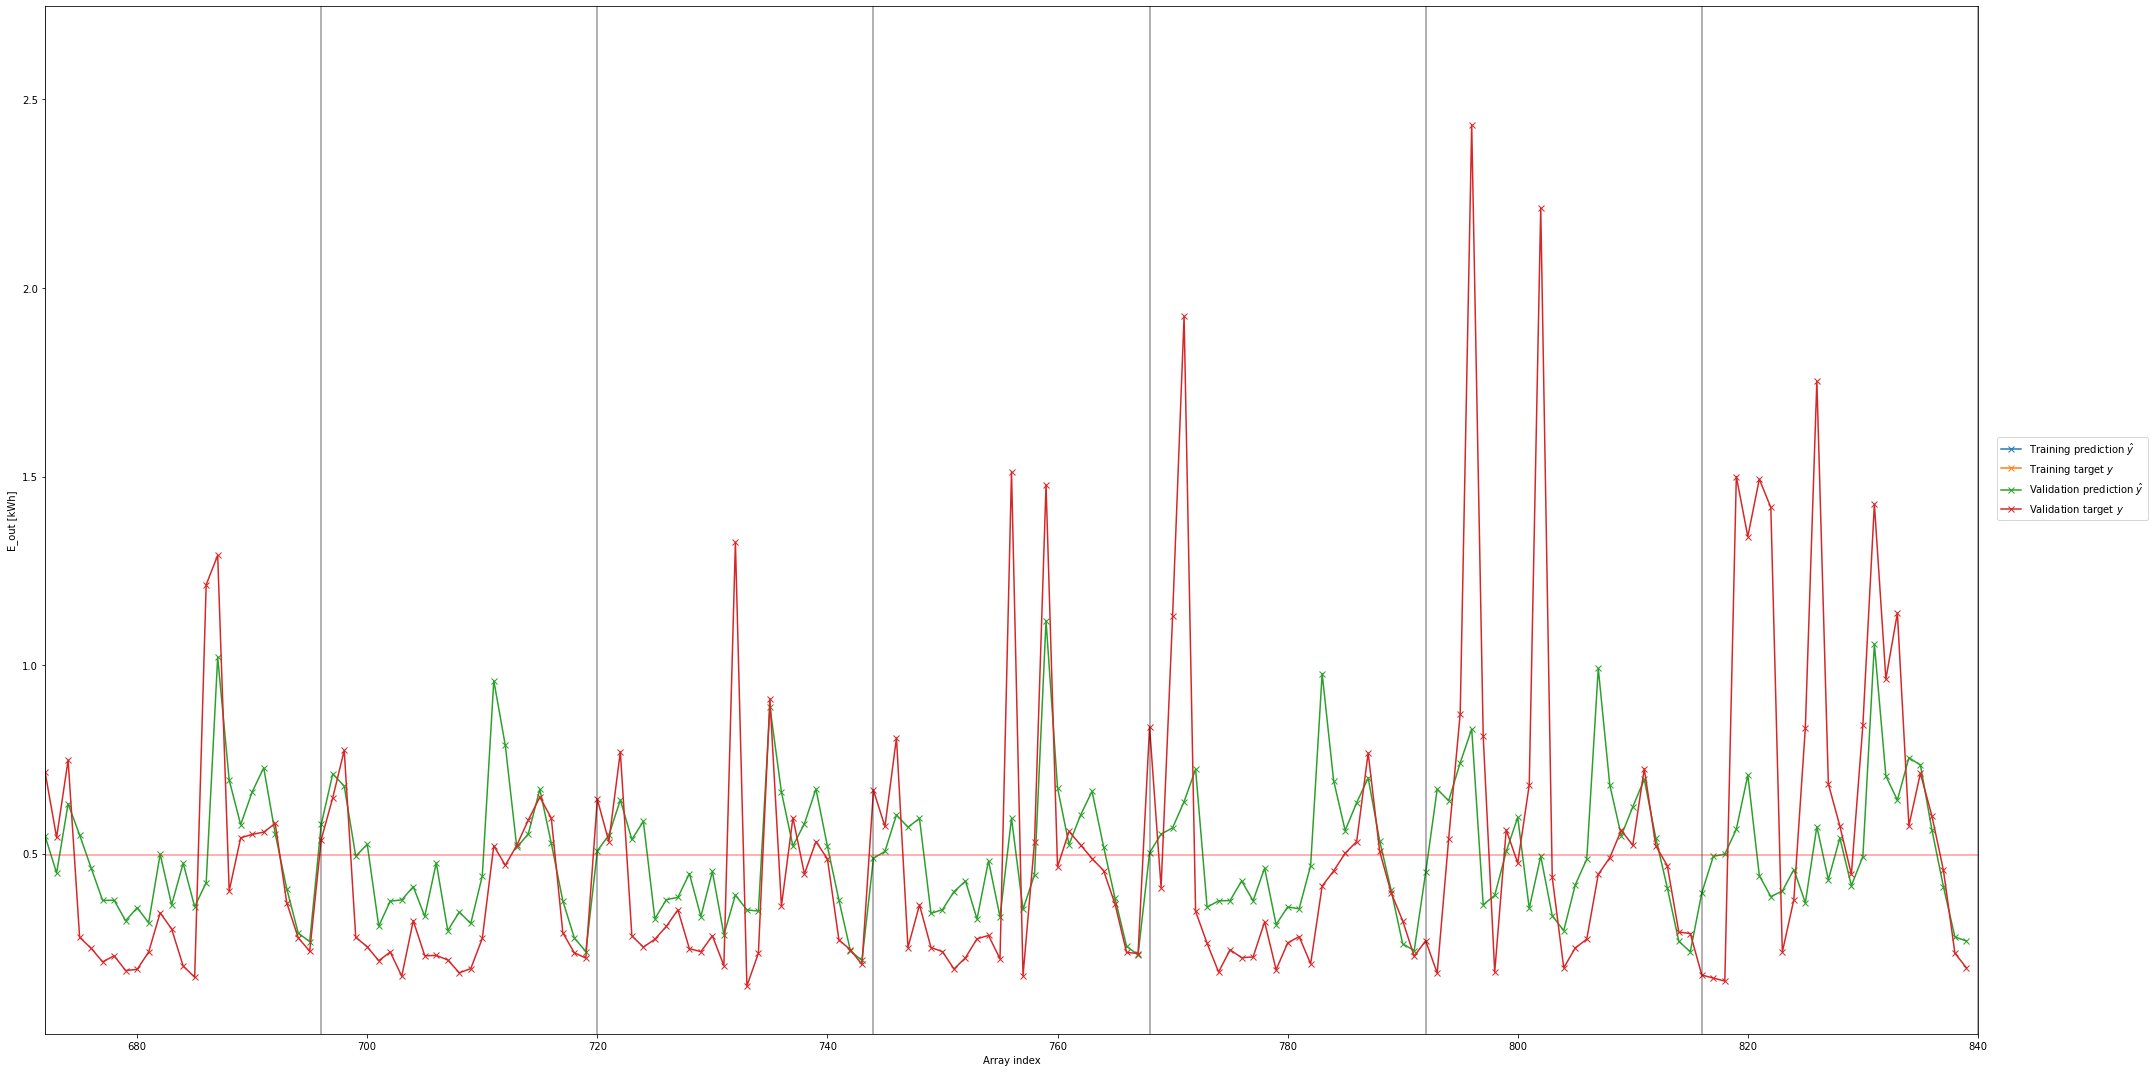 2.5
2.0
1.5
1.0
0.5
E_out [kWh]
680 700 720 740 760 780 800 820 840
Array index
Training prediction ŷ
Training target y
Validation prediction ŷ
Validation target y